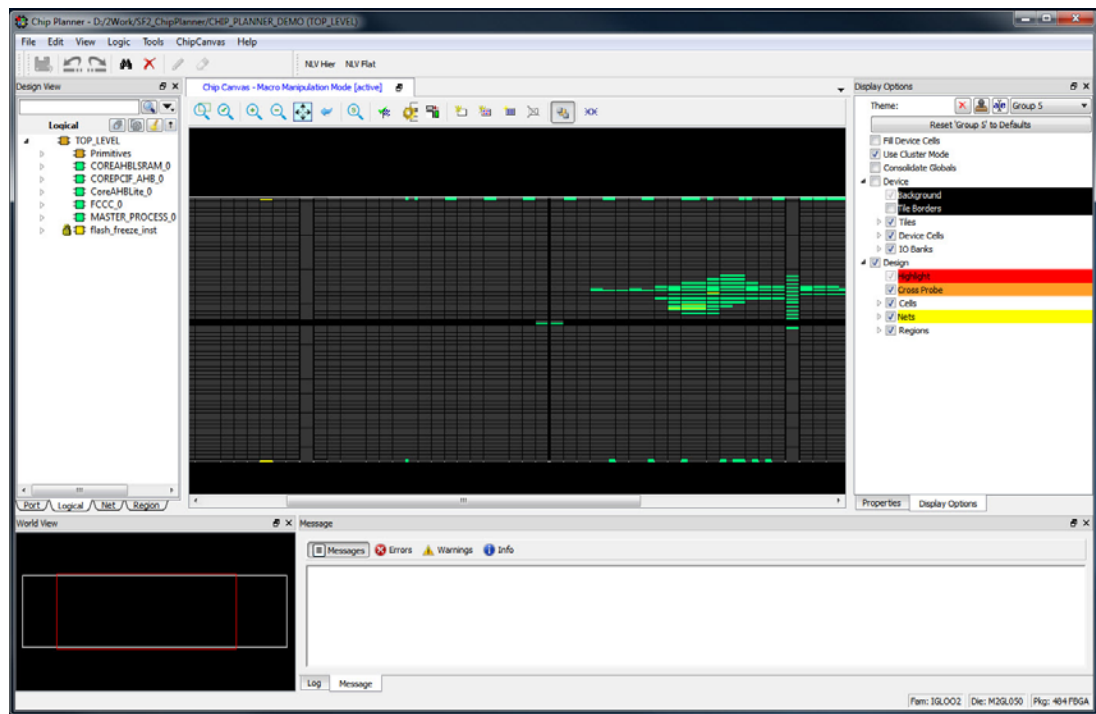 Chip Planner - D:/2Work/SF2_ChipPlanner/CHIP_PLANNER_DEMO (TOP_LEVEL)
File Edit View Logic Tools ChipCanvas Help
NLV Hier NLV Flat
Design View
Chip Canvas - Macro Manipulation Mode [active]
Display Options
Theme: Group 5
Logical
Reset 'Group 5' to Defaults
TOP_LEVEL
Primitives
COREAHBLSRAM_0
COREPCIF_AHB_0
CoreAHBLite_0
FCCC_0
MASTER_PROCESS_0
flash_freeze_inst
Fill Device Cells
Use Cluster Mode
Consolidate Globals
Device
Background
Tile Borders
Tiles
Device Cells
IO Banks
Design
Highlight
Cross Probe
Cells
Nets
Regions
Port Logical Net Region
Properties Display Options
World View
Message
Messages Errors Warnings Info
Log Message
Fam: IGLOO2 Die: M2GL050 Pkg: 484 FBGA